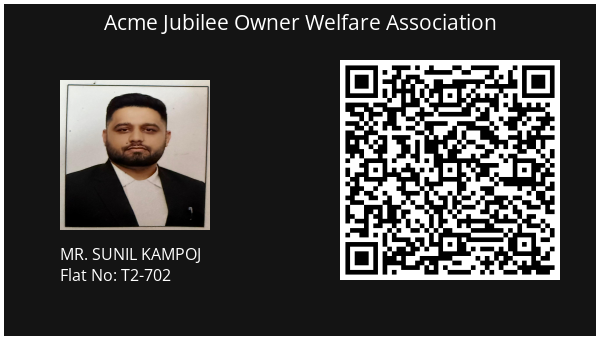 Acme Jubilee Owner Welfare Association
MR. SUNIL KAMPOJ
Flat No: T2-702